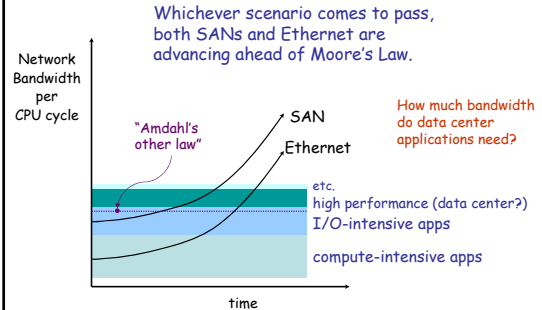 Whichever scenario comes to pass,
both SANs and Ethernet are
advancing ahead of Moore's Law.
Network
Bandwidth
per
CPU cycle
"Amdahl's
other law"
SAN
Ethernet
How much bandwidth
do data center
applications need?
etc.
high performance (data center?)
I/O-intensive apps
compute-intensive apps
time